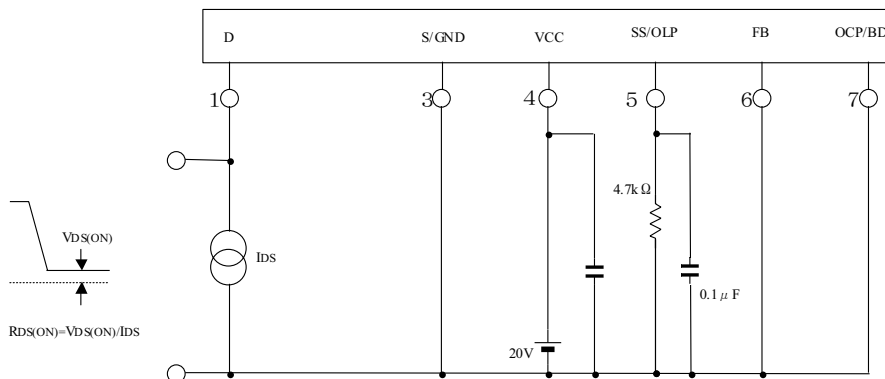 D S/GND VCC SS/OLP FB OCP/BD
1 3 4 5 6 7
4.7kΩ
VDS(ON)
IDS
0.1μF
RDS(ON)=VDS(ON)/IDS
20V